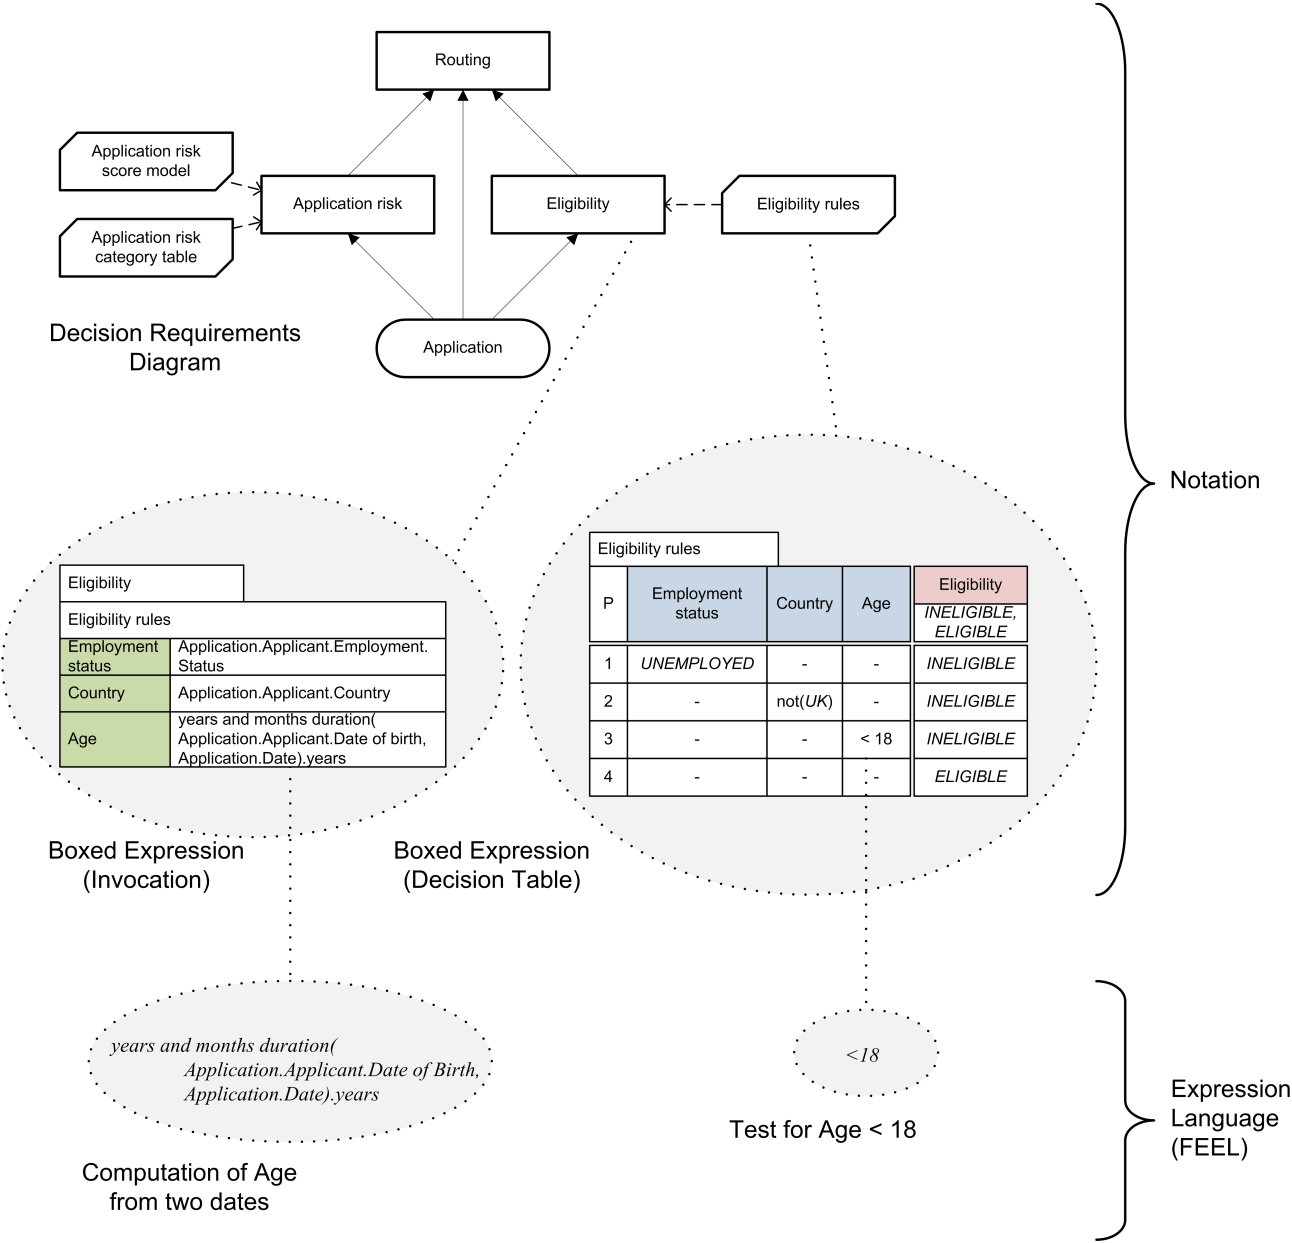 Routing
Application risk
score model
Application risk
category table
Application risk
Eligibility
Eligibility rules
Application
Decision Requirements
Diagram
Notation
Eligibility
Eligibility rules
Employment
status
Application.Applicant.Employment.
Status
Country
Application.Applicant.Country
Age
years and months duration(
Application.Applicant.Date of birth,
Application.Date).years
Boxed Expression
(Invocation)
Eligibility rules
P
Employment
status
Country
Age
Eligibility
INELIGIBLE,
ELIGIBLE
1 UNEMPLOYED - - INELIGIBLE
2 - not(UK) - INELIGIBLE
3 - - < 18 INELIGIBLE
4 - - - ELIGIBLE
Boxed Expression
(Decision Table)
years and months duration(
Application.Applicant.Date of Birth,
Application.Date).years
Computation of Age
from two dates
<18
Test for Age < 18
Expression
Language
(FEEL)